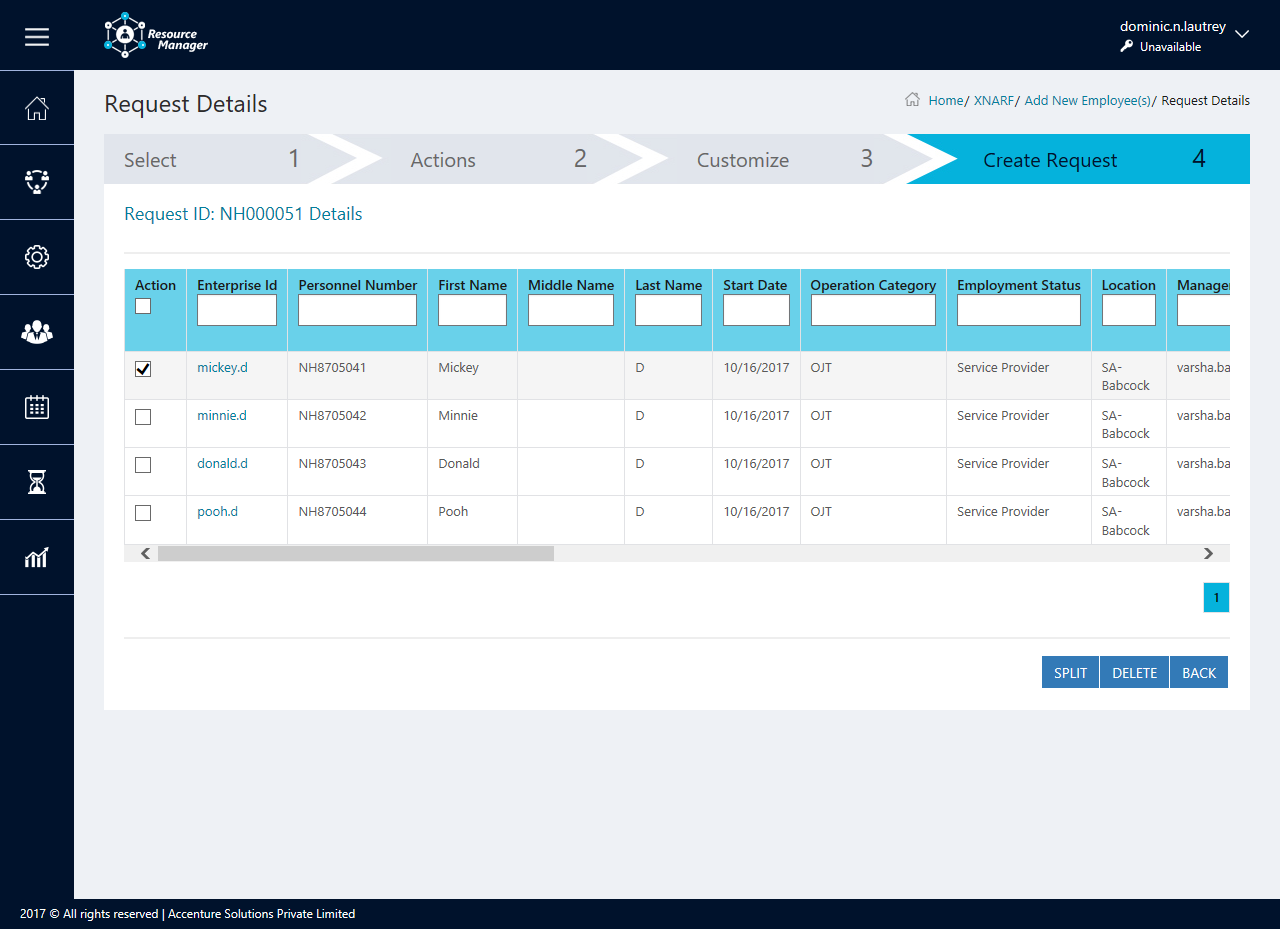 Resource
Manager
dominic.n.lautrey
Unavailable
Request Details
Home/ XNARF/ Add New Employee(s)/ Request Details
Select 1 Actions 2 Customize 3 Create Request 4
Request ID: NH000051 Details
Action Enterprise Id Personnel Number First Name Middle Name Last Name Start Date Operation Category Employment Status Location Manager
mickey.d NH8705041 Mickey D 10/16/2017 OJT Service Provider SA-Babcock varsha.ba
minnie.d NH8705042 Minnie D 10/16/2017 OJT Service Provider SA-Babcock varsha.ba
donald.d NH8705043 Donald D 10/16/2017 OJT Service Provider SA-Babcock varsha.ba
pooh.d NH8705044 Pooh D 10/16/2017 OJT Service Provider SA-Babcock varsha.ba
1
SPLIT DELETE BACK
2017 © All rights reserved | Accenture Solutions Private Limited